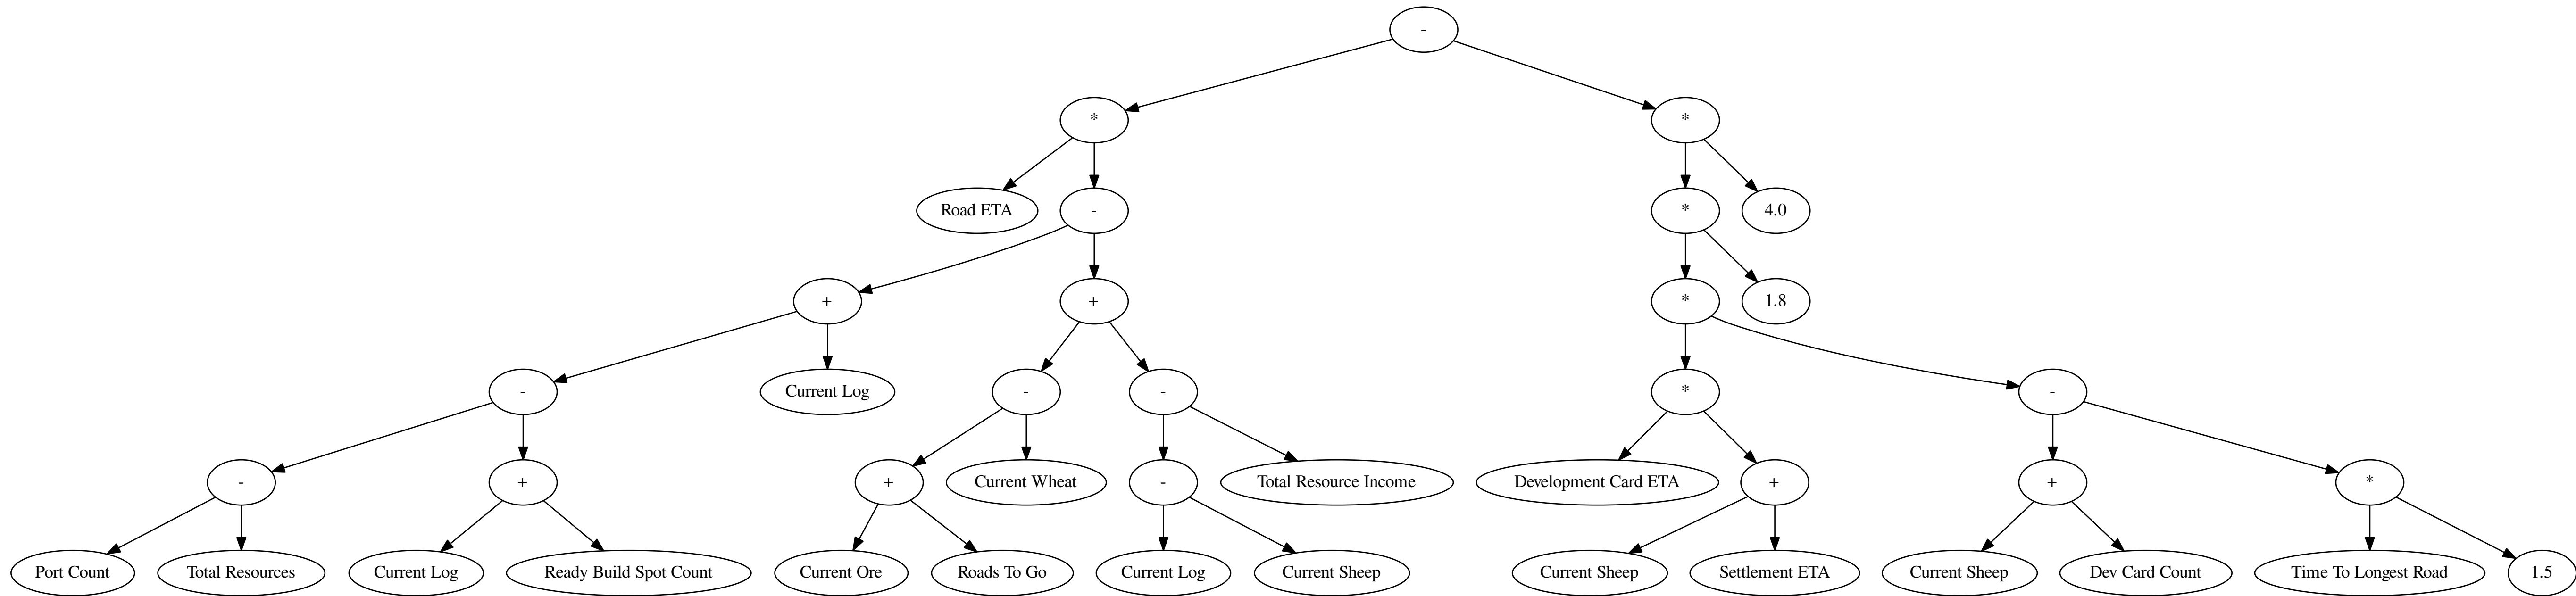 -
* *
Road ETA - * 4.0
+ + * 1.8
- Current Log - - * -
- + + Current Wheat - Total Resource Income Development Card ETA + + *
Port Count Total Resources Current Log Ready Build Spot Count Current Ore Roads To Go Current Log Current Sheep Current Sheep Settlement ETA Current Sheep Dev Card Count Time To Longest Road 1.5